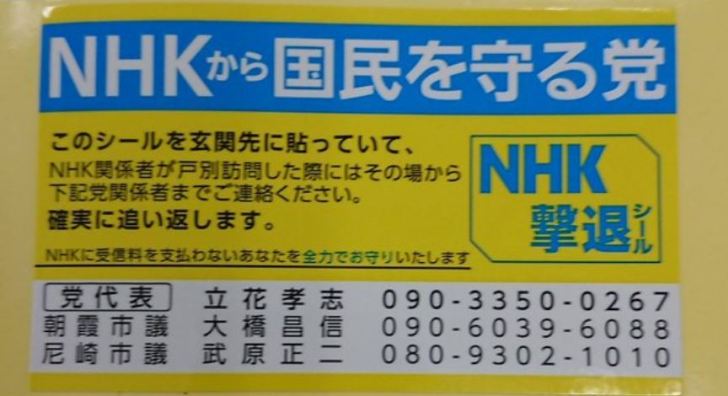 NHKから国民を守る党
このシールを玄関先に貼っていて、
NHK関係者が戸別訪問した際にはその場から
下記党関係者までご連絡ください。
確実に追い返します。
NHKに受信料を支払わないあなたを全力でお守りいたします
NHK
撃退シール
党代表 立花孝志 090-3350-0267
朝霞市議 大橋昌信 090-6039-6088
尼崎市議 武原正二 080-9302-1010